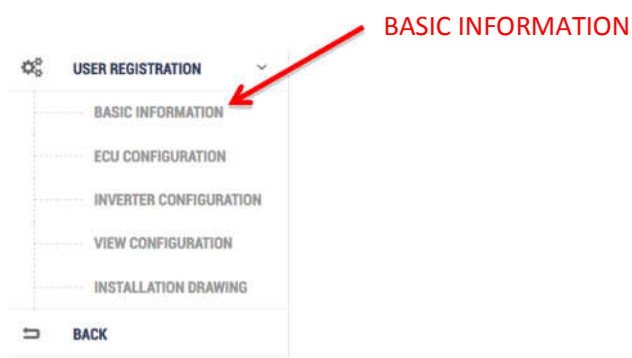 BASIC INFORMATION
USER REGISTRATION
BASIC INFORMATION
ECU CONFIGURATION
INVERTER CONFIGURATION
VIEW CONFIGURATION
INSTALLATION DRAWING
BACK